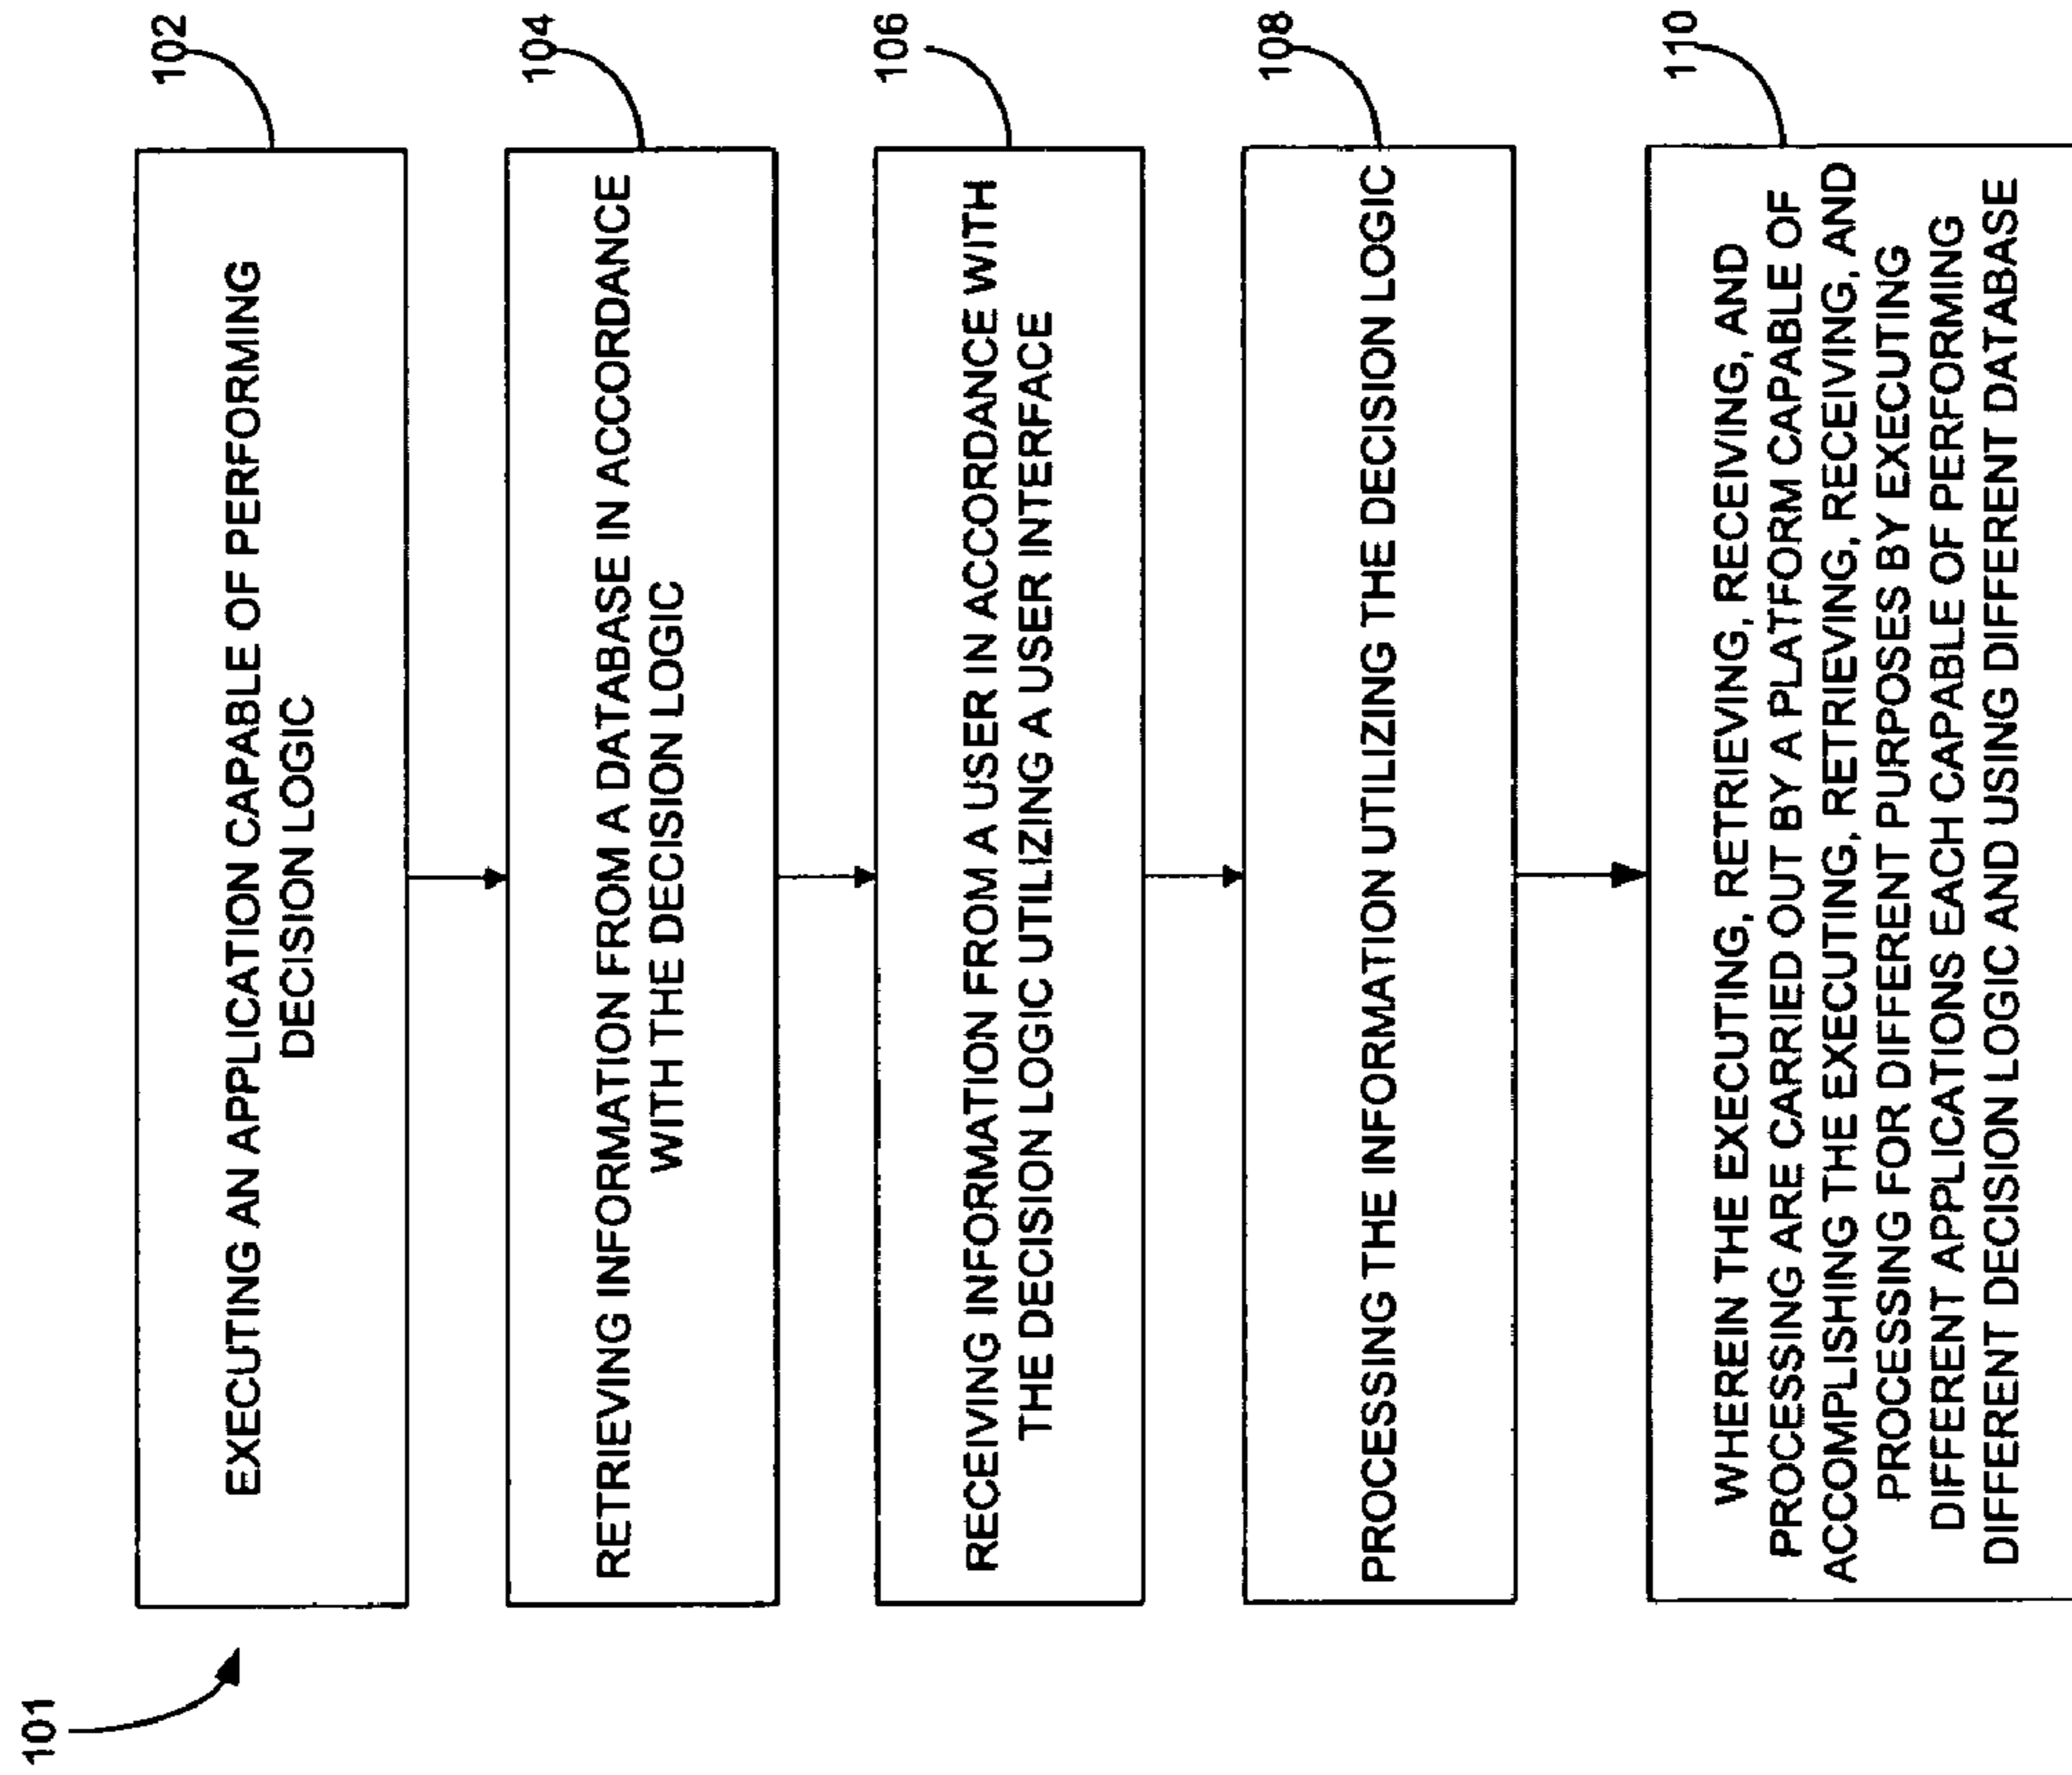 101
102
EXECUTING AN APPLICATION CAPABLE OF PERFORMING
DECISION LOGIC
104
RETRIEVING INFORMATION FROM A DATABASE IN ACCORDANCE
WITH THE DECISION LOGIC
106
RECEIVING INFORMATION FROM A USER IN ACCORDANCE WITH
THE DECISION LOGIC UTILIZING A USER INTERFACE
108
PROCESSING THE INFORMATION UTILIZING THE DECISION LOGIC
110
WHEREIN THE EXECUTING, RETRIEVING, RECEIVING, AND
PROCESSING ARE CARRIED OUT BY A PLATFORM CAPABLE OF
ACCOMPLISHING THE EXECUTING, RETRIEVING, RECEIVING, AND
PROCESSING FOR DIFFERENT PURPOSES BY EXECUTING
DIFFERENT APPLICATIONS EACH CAPABLE OF PERFORMING
DIFFERENT DECISION LOGIC AND USING DIFFERENT DATABASE